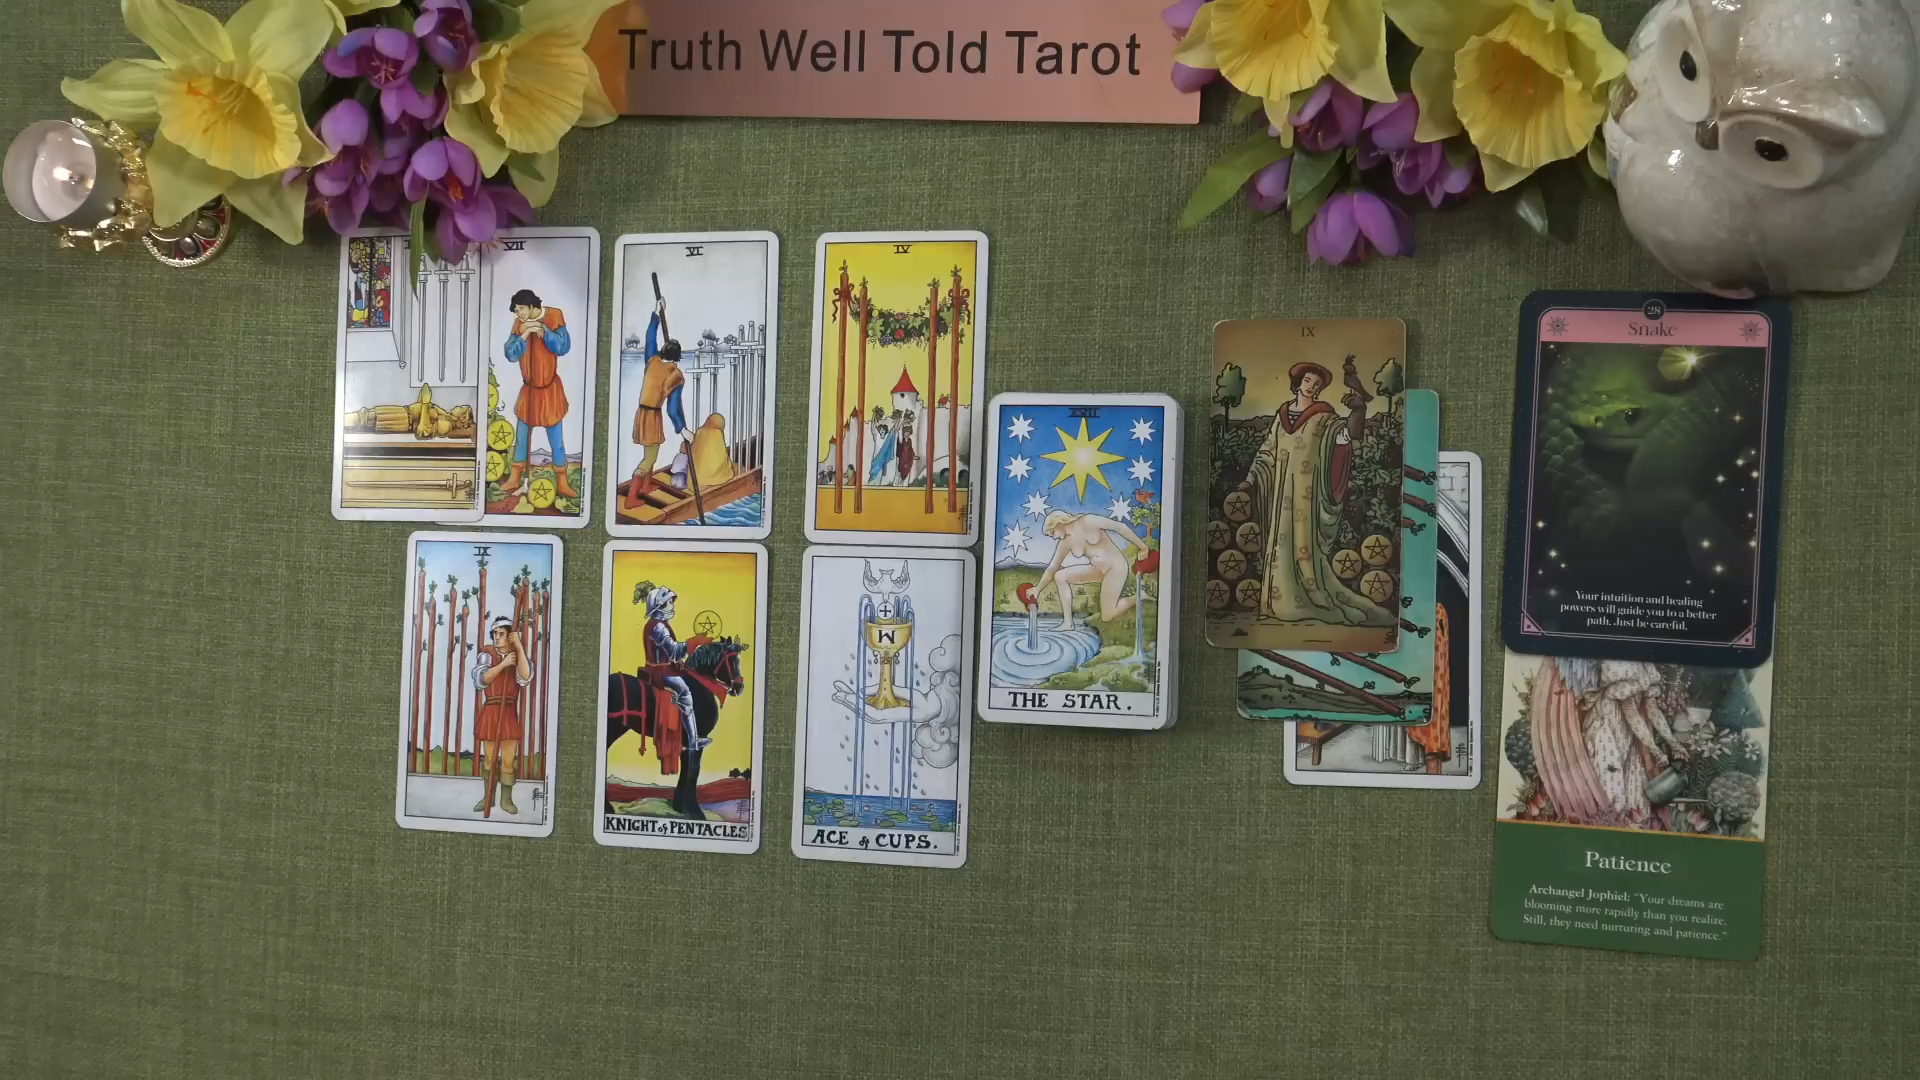 Truth Well Told Tarot
VII
VI
IV
IX
KNIGHT of PENTACLES
ACE of CUPS.
XVII
THE STAR.
IX
28
Snake
Your intuition and healing
powers will guide you to a better
path. Just be careful.
Patience
Archangel Jophiel: "Your dreams are
blooming more rapidly than you realize.
Still, they need nurturing and patience."